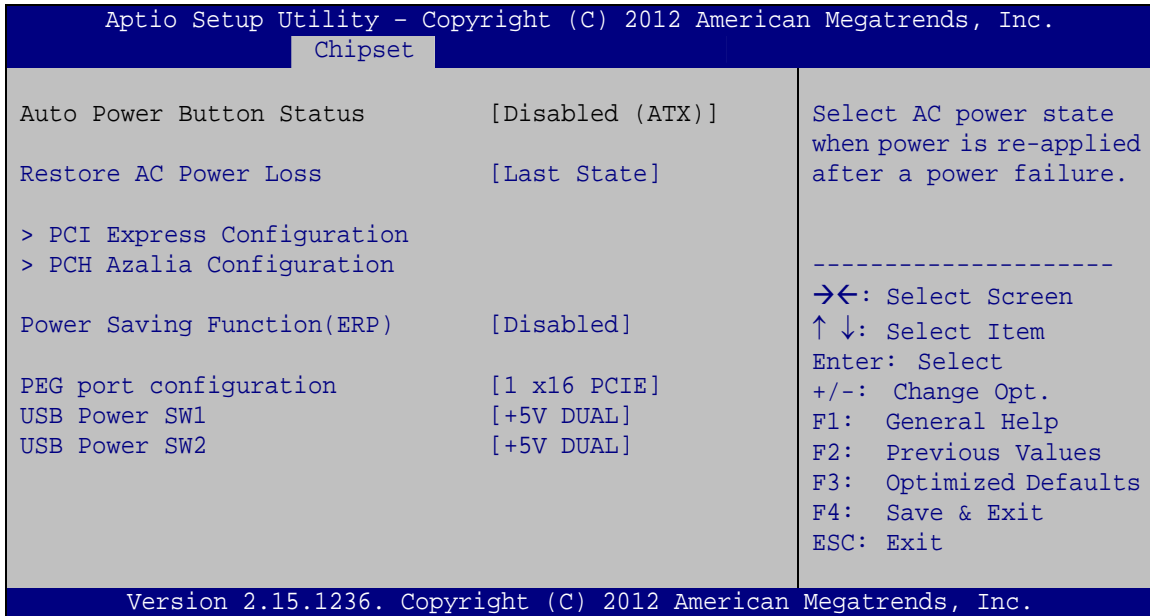 Aptio Setup Utility – Copyright (C) 2012 American Megatrends, Inc.
Chipset
Auto Power Button Status [Disabled (ATX)]
Restore AC Power Loss [Last State]
> PCI Express Configuration
> PCH Azalia Configuration
Power Saving Function(ERP) [Disabled]
PEG port configuration [1 x16 PCIE]
USB Power SW1 [+5V DUAL]
USB Power SW2 [+5V DUAL]
Select AC power state
when power is re-applied
after a power failure.
---------------------
→←: Select Screen
↑ ↓: Select Item
Enter: Select
+/-: Change Opt.
F1: General Help
F2: Previous Values
F3: Optimized Defaults
F4: Save & Exit
ESC: Exit
Version 2.15.1236. Copyright (C) 2012 American Megatrends, Inc.